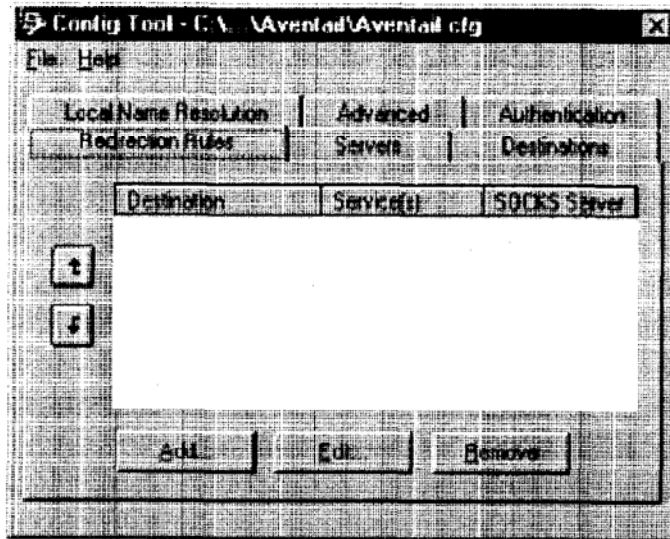 Config Tool - C:\...\Aventail\Aventail.cfg
File Help
Local Name Resolution Advanced Authentication
Redirection Rules Servers Destinations
Destination Service(s) SOCKS Server
Add... Edit... Remove